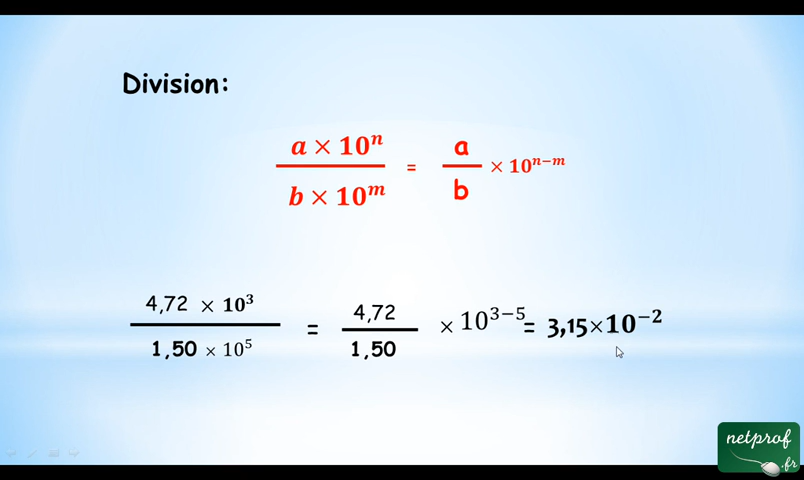 Division:
a × 10ⁿ / b × 10ᵐ = a / b × 10ⁿ⁻ᵐ
4,72 × 10³ / 1,50 × 10⁵ = 4,72 / 1,50 × 10³⁻⁵ = 3,15×10⁻²
netprof
.fr